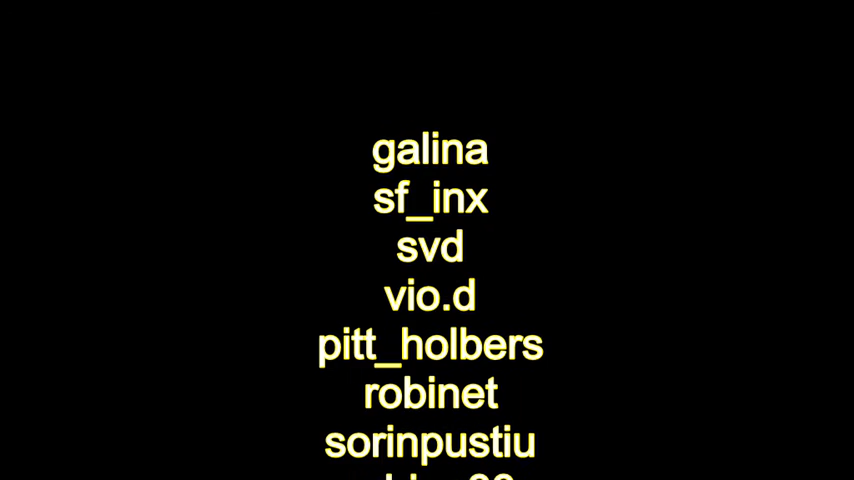 galina
sf_inx
svd
vio.d
pitt_holbers
robinet
sorinpustiu